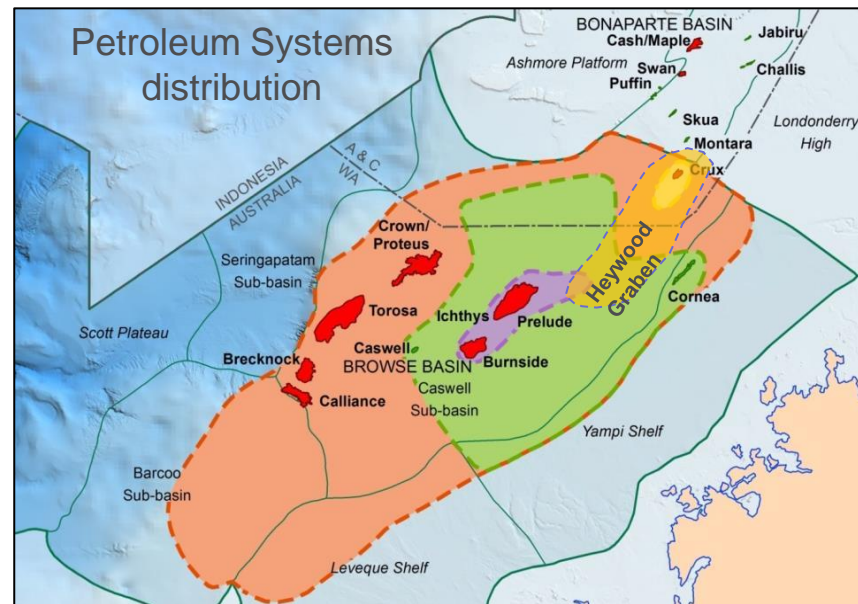 Petroleum Systems
distribution
BONAPARTE BASIN
Cash/Maple
Jabiru
Ashmore Platform
Swan
Challis
Puffin
Skua
Londonderry
High
Montara
Crux
INDONESIA
AUSTRALIA
A & C
WA
Crown/
Proteus
Heywood
Graben
Seringapatam
Sub-basin
Cornea
Torosa
Ichthys
Prelude
Scott Plateau
Brecknock
Caswell
Burnside
BROWSE BASIN
Caswell
Sub-basin
Calliance
Yampi Shelf
Barcoo
Sub-basin
Leveque Shelf